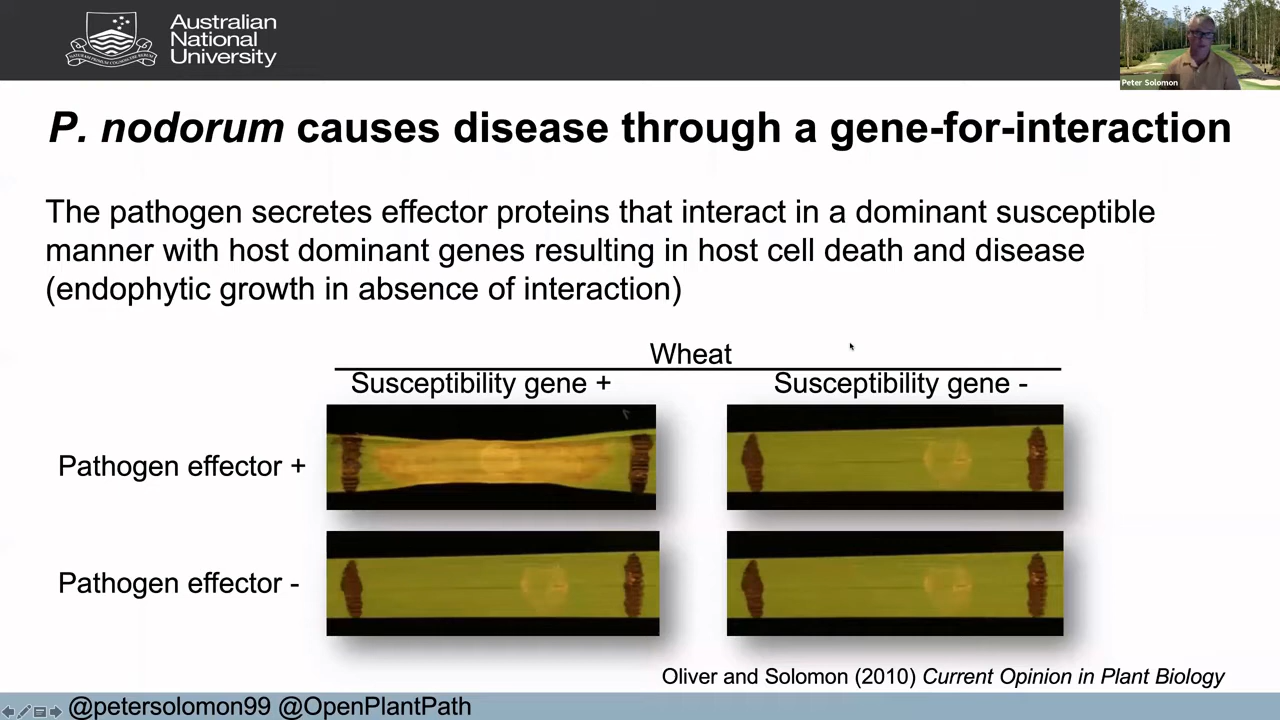 Australian
National
University
Peter Solomon
P. nodorum causes disease through a gene-for-interaction
The pathogen secretes effector proteins that interact in a dominant susceptible
manner with host dominant genes resulting in host cell death and disease
(endophytic growth in absence of interaction)
Wheat
Susceptibility gene + Susceptibility gene -
Pathogen effector +
Pathogen effector -
Oliver and Solomon (2010) Current Opinion in Plant Biology
@petersolomon99 @OpenPlantPath